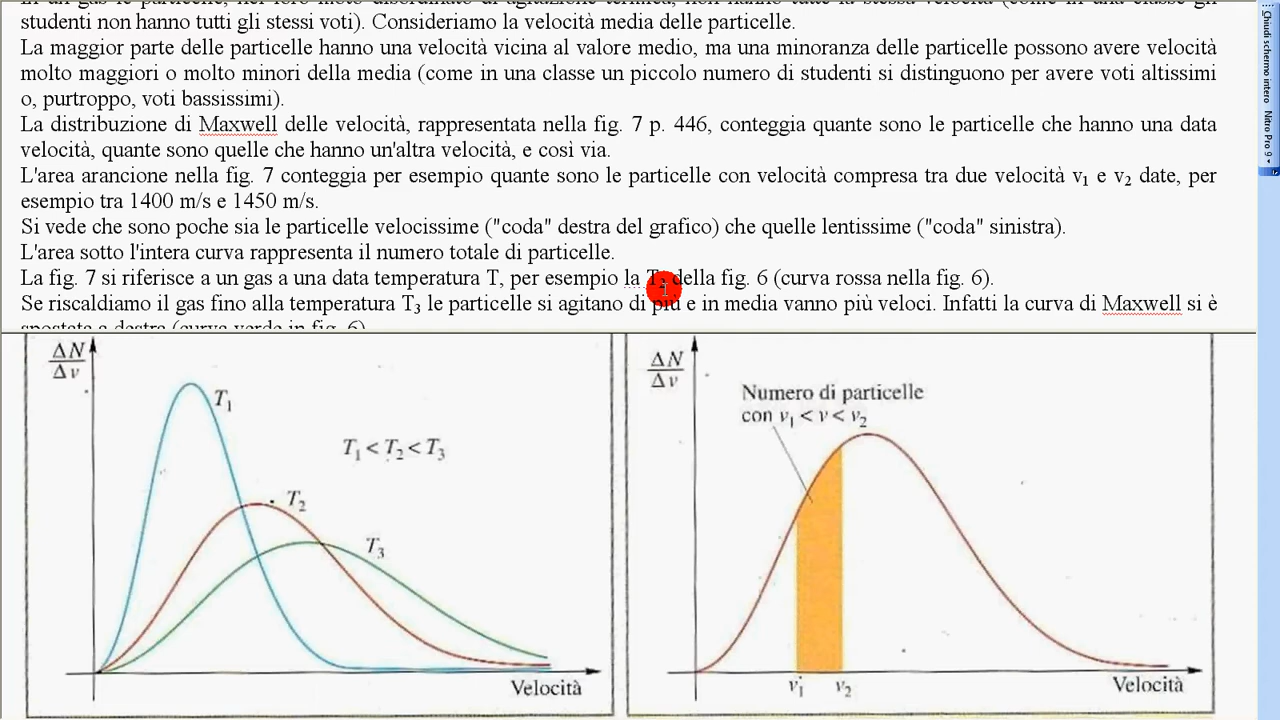 studenti non hanno tutti gli stessi voti). Consideriamo la velocità media delle particelle.
La maggior parte delle particelle hanno una velocità vicina al valore medio, ma una minoranza delle particelle possono avere velocità
molto maggiori o molto minori della media (come in una classe un piccolo numero di studenti si distinguono per avere voti altissimi
o, purtroppo, voti bassissimi).
La distribuzione di Maxwell delle velocità, rappresentata nella fig. 7 p. 446, conteggia quante sono le particelle che hanno una data
velocità, quante sono quelle che hanno un'altra velocità, e così via.
L'area arancione nella fig. 7 conteggia per esempio quante sono le particelle con velocità compresa tra due velocità v₁ e v₂ date, per
esempio tra 1400 m/s e 1450 m/s.
Si vede che sono poche sia le particelle velocissime ("coda" destra del grafico) che quelle lentissime ("coda" sinistra).
L'area sotto l'intera curva rappresenta il numero totale di particelle.
La fig. 7 si riferisce a un gas a una data temperatura T, per esempio la T₂ della fig. 6 (curva rossa nella fig. 6).
Se riscaldiamo il gas fino alla temperatura T₃ le particelle si agitano di più e in media vanno più veloci. Infatti la curva di Maxwell si è
spostata a destra (curva verde in fig. 6)
ΔN
Δv
T₁
T₁ < T₂ < T₃
T₂
T₃
Velocità
ΔN
Δv
Numero di particelle
con v₁ < v < v₂
v₁ v₂
Velocità
Chiudi schermo intero
Nitro Pro 9